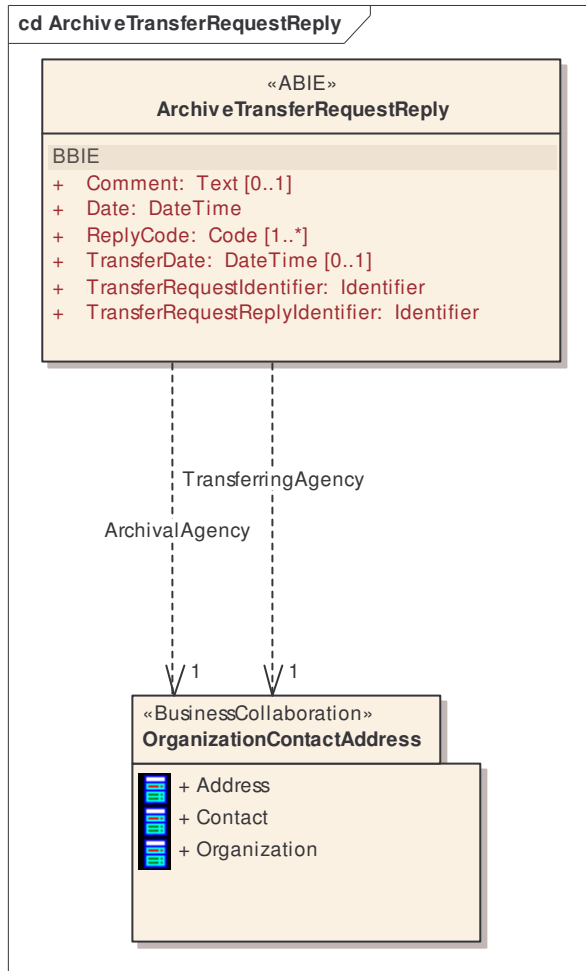 cd ArchiveTransferRequestReply
«ABIE»
ArchiveTransferRequestReply
BBIE
+ Comment: Text [0..1]
+ Date: DateTime
+ ReplyCode: Code [1..*]
+ TransferDate: DateTime [0..1]
+ TransferRequestIdentifier: Identifier
+ TransferRequestReplyIdentifier: Identifier
TransferringAgency
ArchivalAgency
1 1
«BusinessCollaboration»
OrganizationContactAddress
+ Address
+ Contact
+ Organization